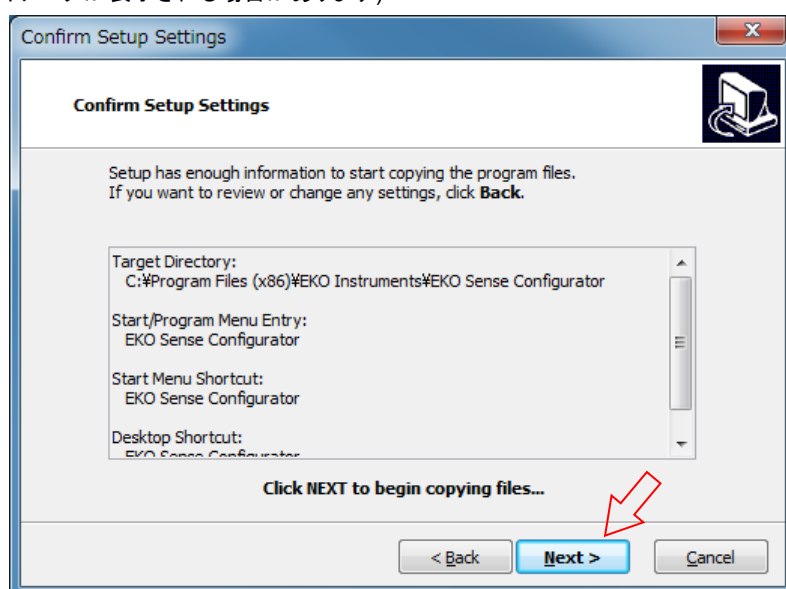 Confirm Setup Settings
Confirm Setup Settings
Setup has enough information to start copying the program files.
If you want to review or change any settings, click Back.
Target Directory:
C:¥Program Files (x86)¥EKO Instruments¥EKO Sense Configurator
Start/Program Menu Entry:
EKO Sense Configurator
Start Menu Shortcut:
EKO Sense Configurator
Desktop Shortcut:
EKO Sense Configurator
Click NEXT to begin copying files...
< Back
Next >
Cancel